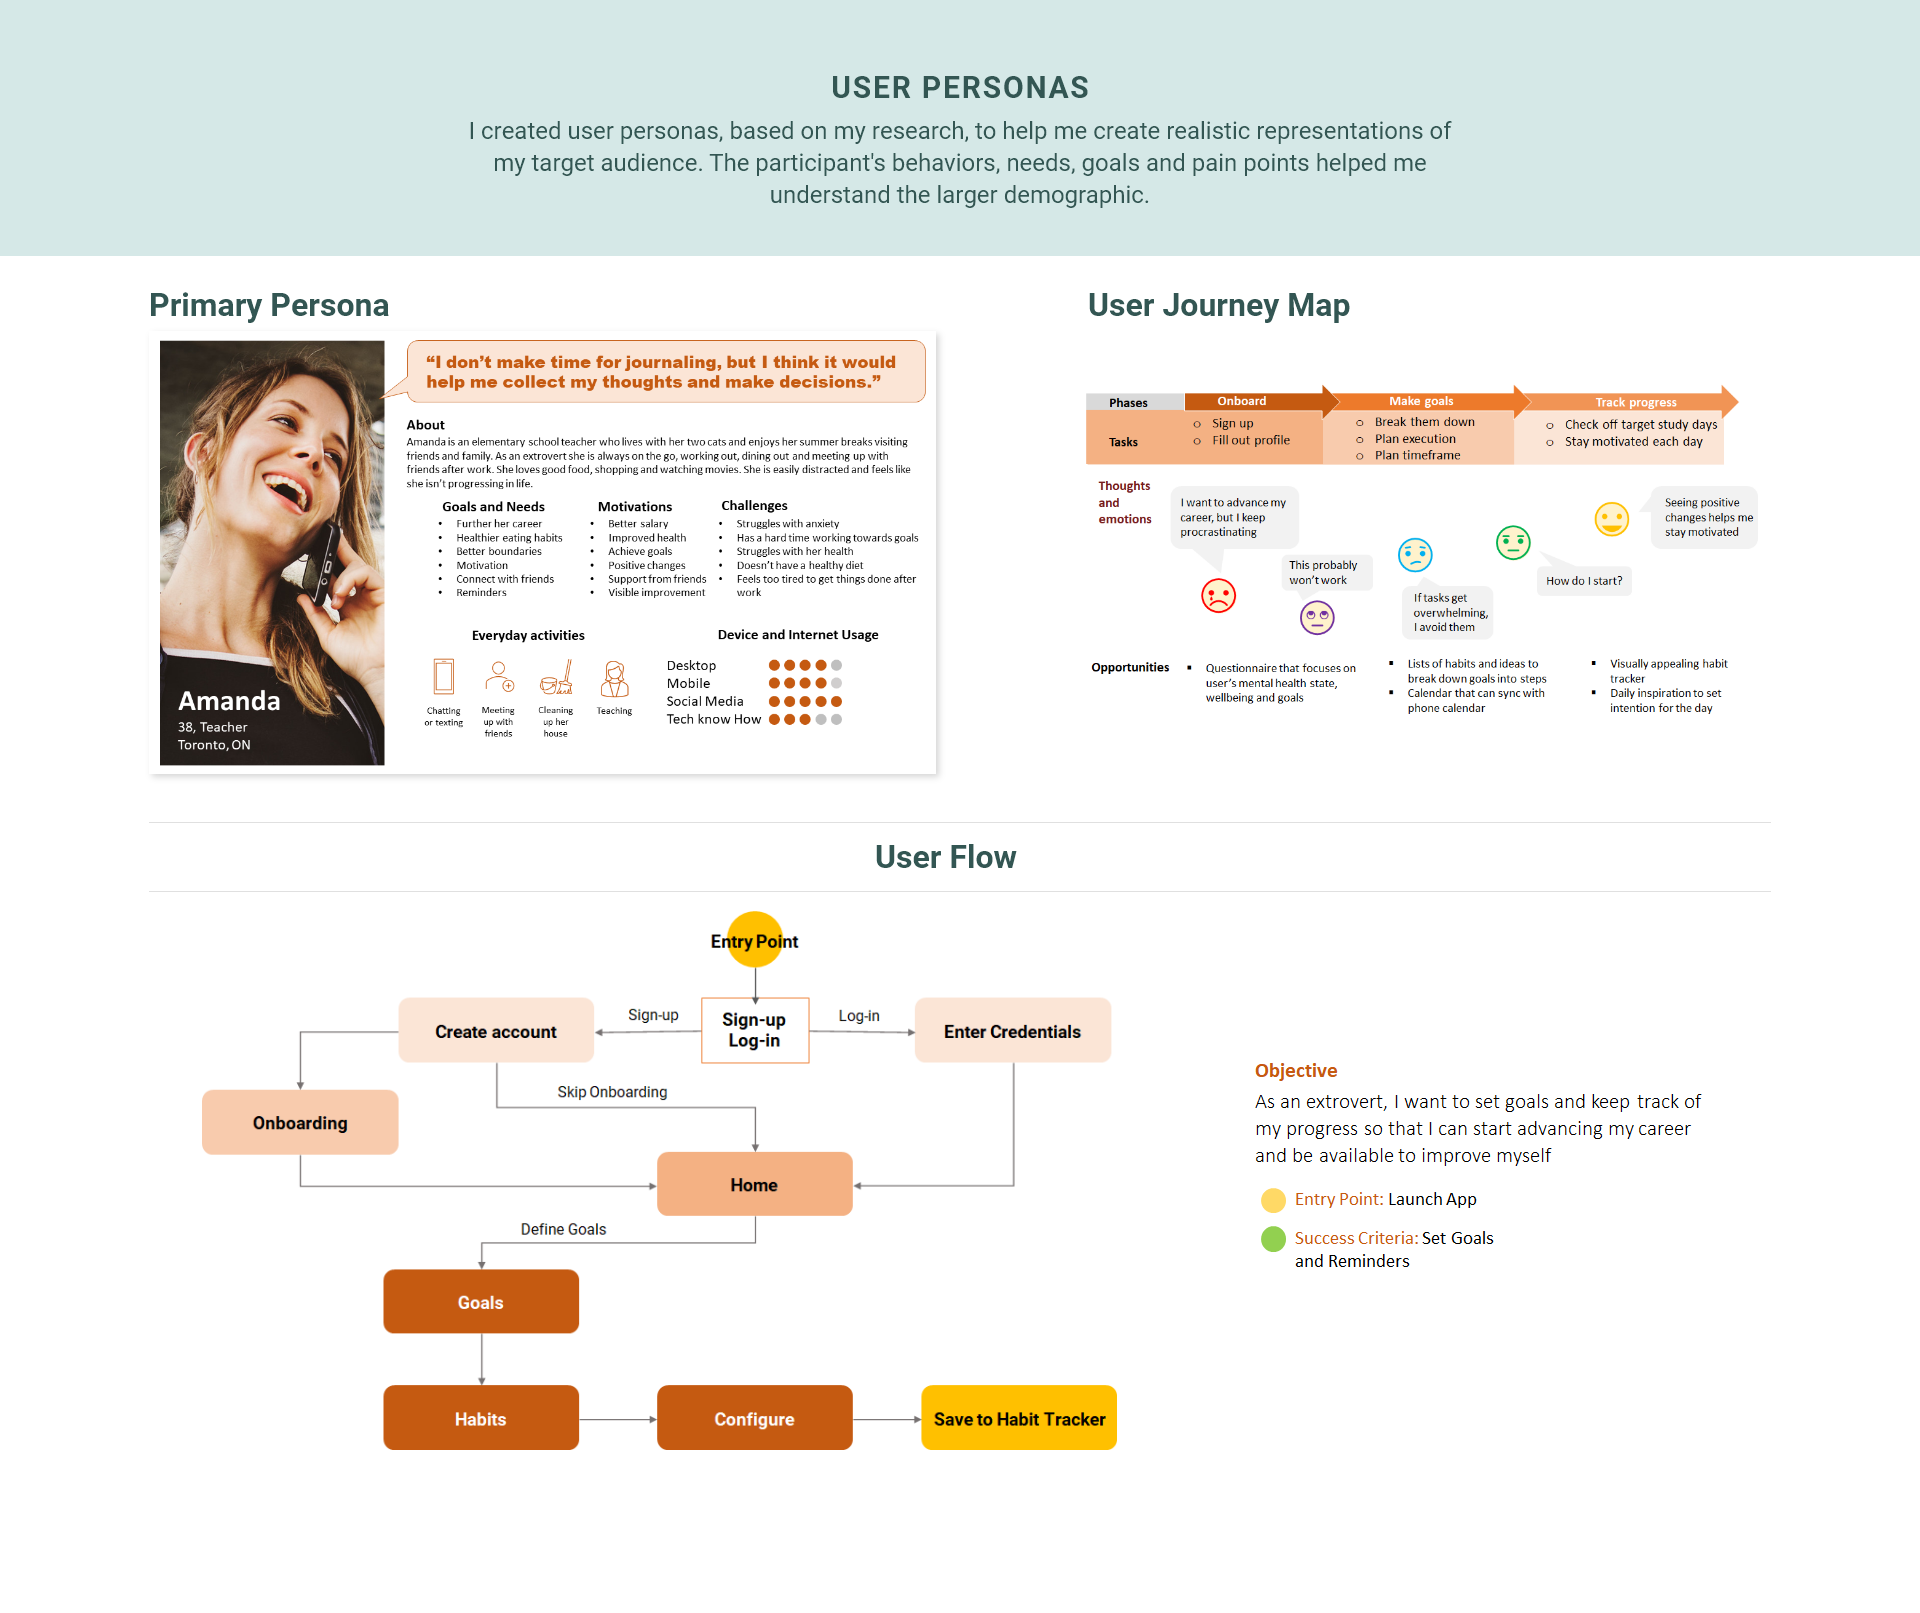 USER PERSONAS
I created user personas, based on my research, to help me create realistic representations of
my target audience. The participant's behaviors, needs, goals and pain points helped me
understand the larger demographic.
Primary Persona
“I don’t make time for journaling, but I think it would
help me collect my thoughts and make decisions.”
About
Amanda is an elementary school teacher who lives with her two cats and enjoys her summer breaks visiting
friends and family. As an extrovert she is always on the go, working out, dining out and meeting up with
friends after work. She loves good food, shopping and watching movies. She is easily distracted and feels like
she isn’t progressing in life.
Goals and Needs
• Further her career
• Healthier eating habits
• Better boundaries
• Motivation
• Connect with friends
• Reminders
Motivations
• Better salary
• Improved health
• Achieve goals
• Positive changes
• Support from friends
• Visible improvement
Challenges
• Struggles with anxiety
• Has a hard time working towards goals
• Struggles with her health
• Doesn’t have a healthy diet
• Feels too tired to get things done after
work
Everyday activities
Chatting
or texting
Meeting
up with
friends
Cleaning
up her
house
Teaching
Device and Internet Usage
Desktop
Mobile
Social Media
Tech know How
Amanda
38, Teacher
Toronto, ON
User Journey Map
Phases
Onboard
Make goals
Track progress
Tasks
o Sign up
o Fill out profile
o Break them down
o Plan execution
o Plan timeframe
o Check off target study days
o Stay motivated each day
Thoughts
and
emotions
I want to advance my
career, but I keep
procrastinating
This probably
won’t work
If tasks get
overwhelming,
I avoid them
How do I start?
Seeing positive
changes helps me
stay motivated
Opportunities
▪ Questionnaire that focuses on
user’s mental health state,
wellbeing and goals
▪ Lists of habits and ideas to
break down goals into steps
▪ Calendar that can sync with
phone calendar
▪ Visually appealing habit
tracker
▪ Daily inspiration to set
intention for the day
User Flow
Entry Point
Sign-up
Log-in
Sign-up
Log-in
Create account
Enter Credentials
Skip Onboarding
Onboarding
Home
Define Goals
Goals
Habits
Configure
Save to Habit Tracker
Objective
As an extrovert, I want to set goals and keep track of
my progress so that I can start advancing my career
and be available to improve myself
Entry Point: Launch App
Success Criteria: Set Goals
and Reminders